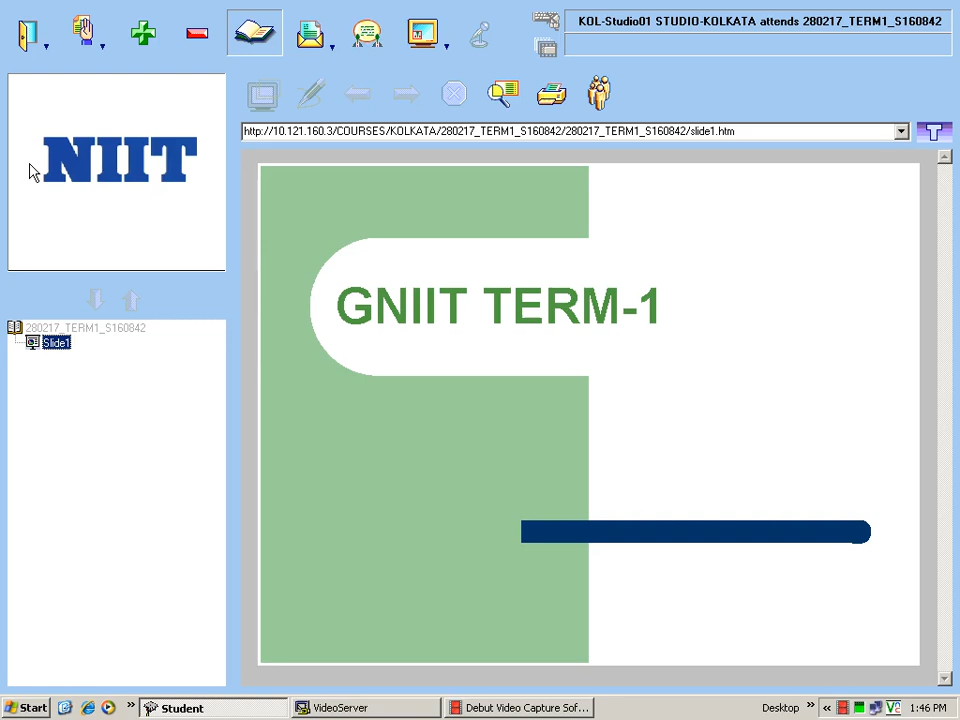 KOL-Studio01 STUDIO-KOLKATA attends 280217_TERM1_S160842
NIIT
http://10.121.160.3/COURSES/KOLKATA/280217_TERM1_S160842/280217_TERM1_S160842/slide1.htm
T
GNIIT TERM-1
280217_TERM1_S160842
Slide1
Start
Student
VideoServer
Debut Video Capture Sof...
Desktop
1:46 PM